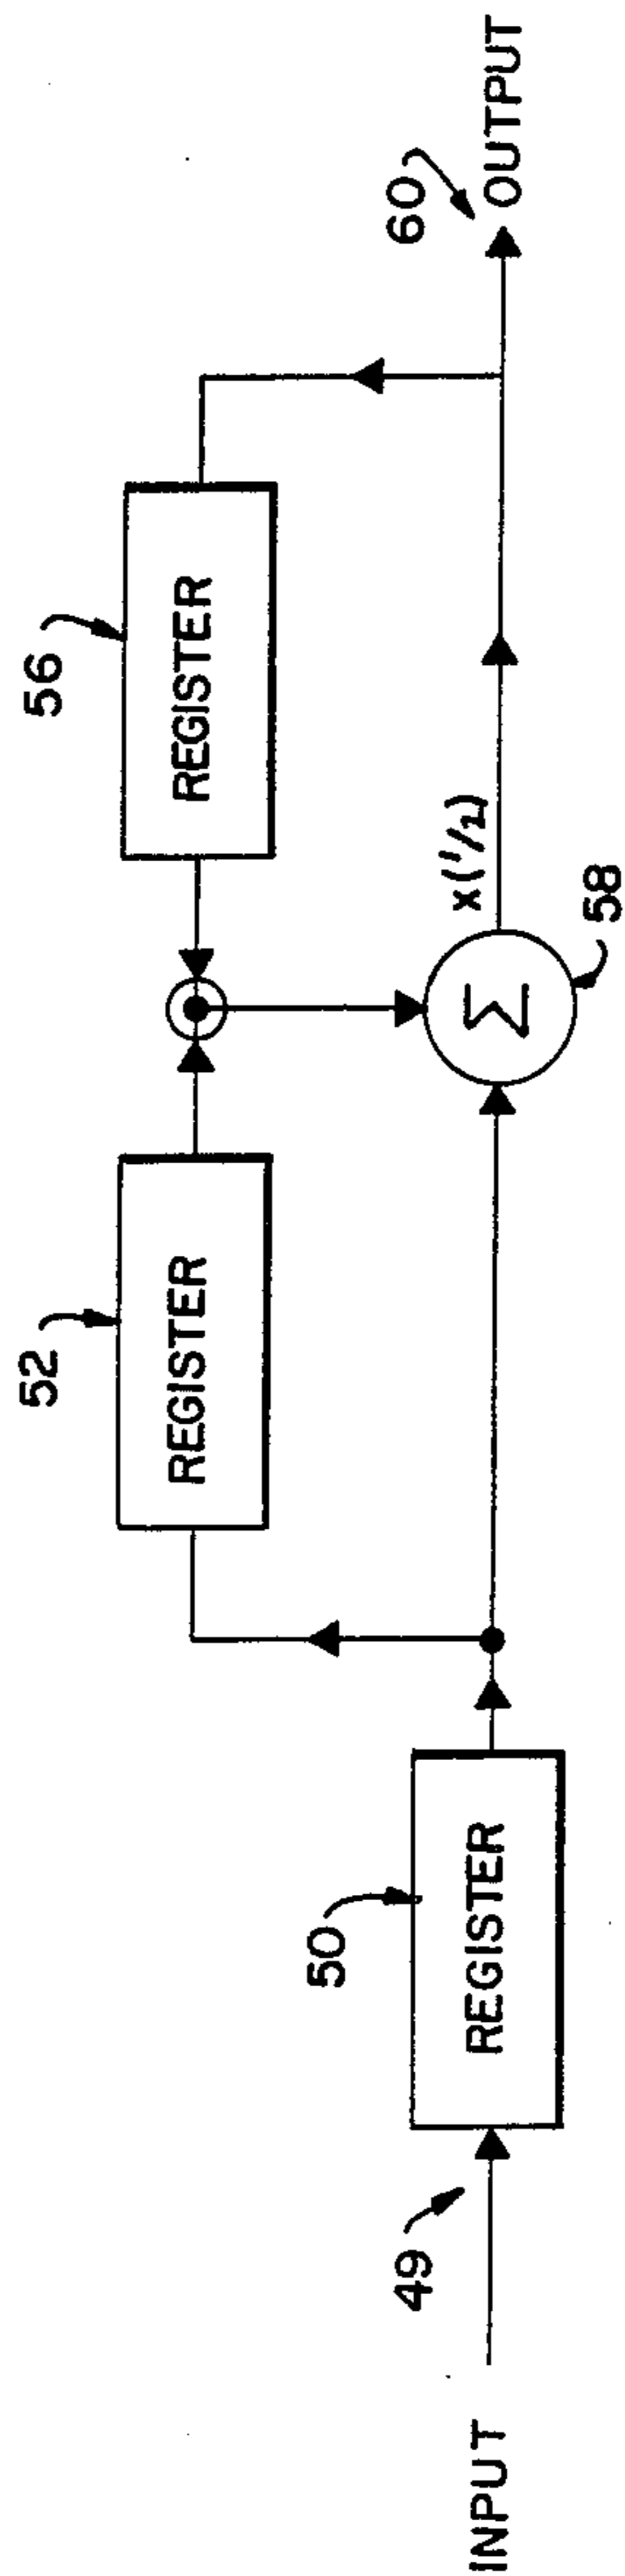 INPUT
49
50
REGISTER
52
REGISTER
56
REGISTER
Σ
58
x(1/2)
60
OUTPUT